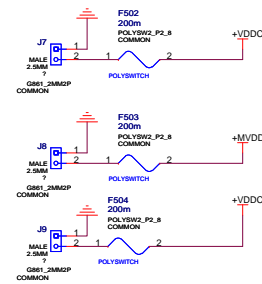 F502
200m
POLYSW2_P2_8
COMMON
+VDDC
J7
1
2
1
2
MALE
2.5MM
?
G861_2MM2P
COMMON
POLYSWITCH
F503
200m
POLYSW2_P2_8
COMMON
+MVDD
J8
1
2
1
2
MALE
2.5MM
?
G861_2MM2P
COMMON
POLYSWITCH
F504
200m
POLYSW2_P2_8
COMMON
+VDDC
J9
1
2
1
2
MALE
2.5MM
?
G861_2MM2P
COMMON
POLYSWITCH